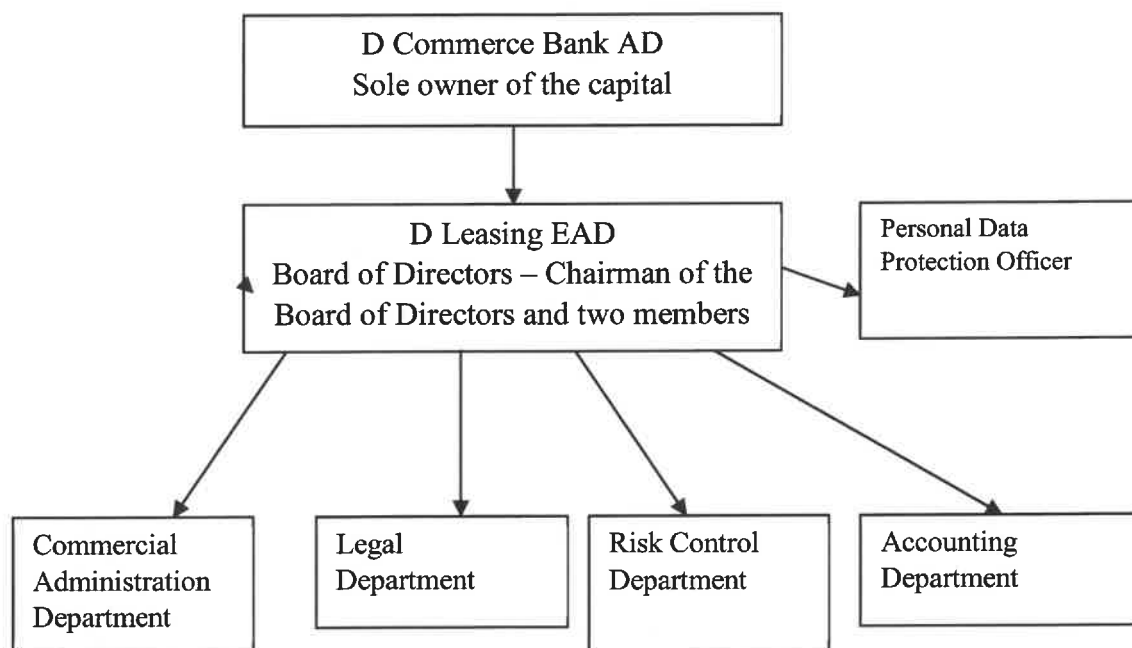 D Commerce Bank AD
Sole owner of the capital
D Leasing EAD
Board of Directors – Chairman of the
Board of Directors and two members
Personal Data
Protection Officer
Commercial
Administration
Department
Legal
Department
Risk Control
Department
Accounting
Department